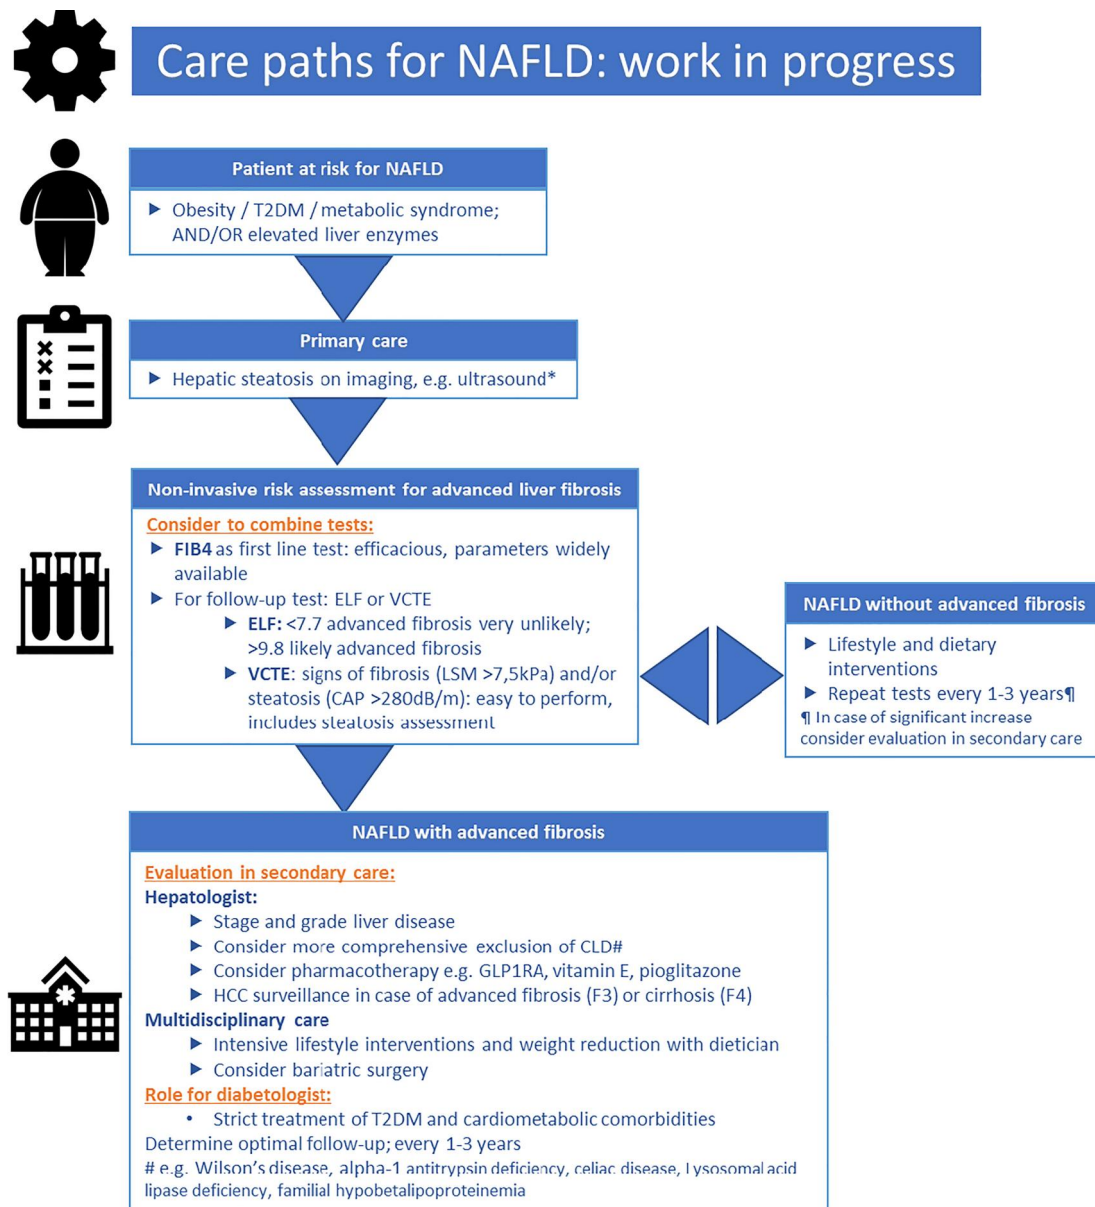 Care paths for NAFLD: work in progress
Patient at risk for NAFLD
▶ Obesity / T2DM / metabolic syndrome;
AND/OR elevated liver enzymes
Primary care
▶ Hepatic steatosis on imaging, e.g. ultrasound*
Non-invasive risk assessment for advanced liver fibrosis
Consider to combine tests:
▶ FIB4 as first line test: efficacious, parameters widely
available
▶ For follow-up test: ELF or VCTE
▶ ELF: <7.7 advanced fibrosis very unlikely;
>9.8 likely advanced fibrosis
▶ VCTE: signs of fibrosis (LSM >7,5kPa) and/or
steatosis (CAP >280dB/m): easy to perform,
includes steatosis assessment
NAFLD without advanced fibrosis
▶ Lifestyle and dietary
interventions
▶ Repeat tests every 1-3 years¶
¶ In case of significant increase
consider evaluation in secondary care
NAFLD with advanced fibrosis
Evaluation in secondary care:
Hepatologist:
▶ Stage and grade liver disease
▶ Consider more comprehensive exclusion of CLD#
▶ Consider pharmacotherapy e.g. GLP1RA, vitamin E, pioglitazone
▶ HCC surveillance in case of advanced fibrosis (F3) or cirrhosis (F4)
Multidisciplinary care
▶ Intensive lifestyle interventions and weight reduction with dietician
▶ Consider bariatric surgery
Role for diabetologist:
• Strict treatment of T2DM and cardiometabolic comorbidities
Determine optimal follow-up; every 1-3 years
# e.g. Wilson's disease, alpha-1 antitrypsin deficiency, celiac disease, Lysosomal acid
lipase deficiency, familial hypobetalipoproteinemia